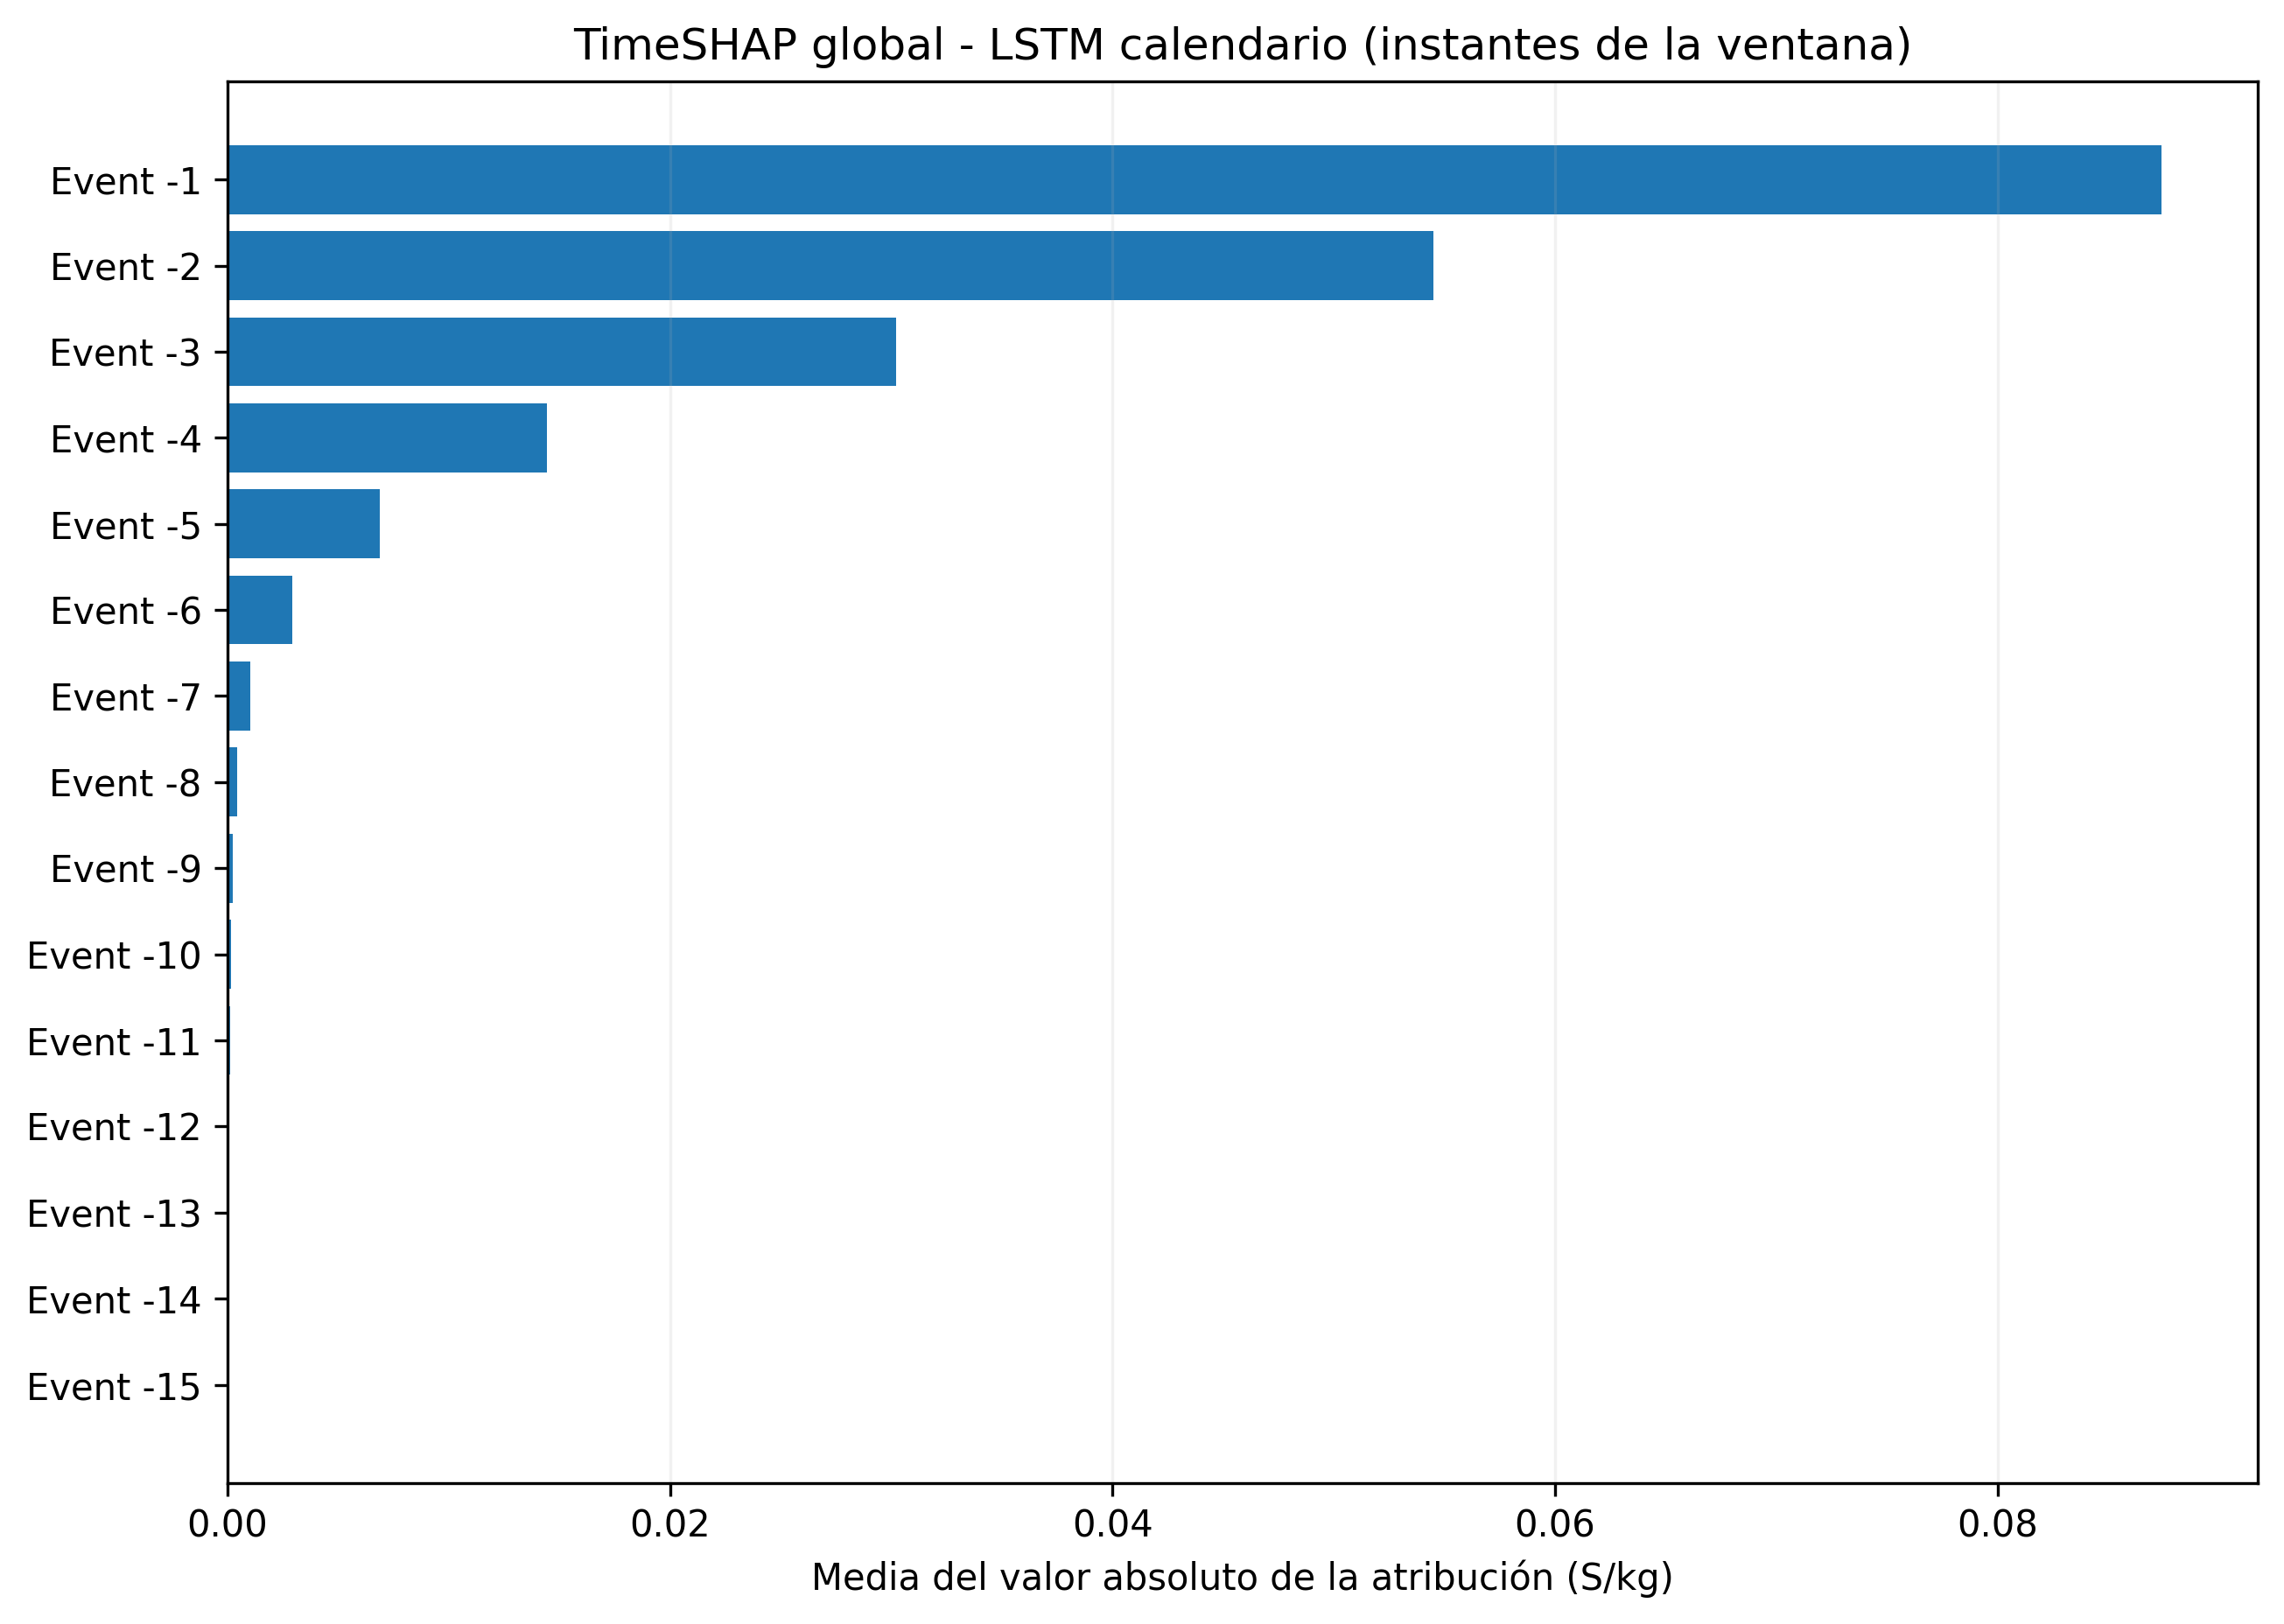 TimeSHAP global - LSTM calendario (instantes de la ventana)
Event -1
Event -2
Event -3
Event -4
Event -5
Event -6
Event -7
Event -8
Event -9
Event -10
Event -11
Event -12
Event -13
Event -14
Event -15
0.00 0.02 0.04 0.06 0.08
Media del valor absoluto de la atribución (S/kg)